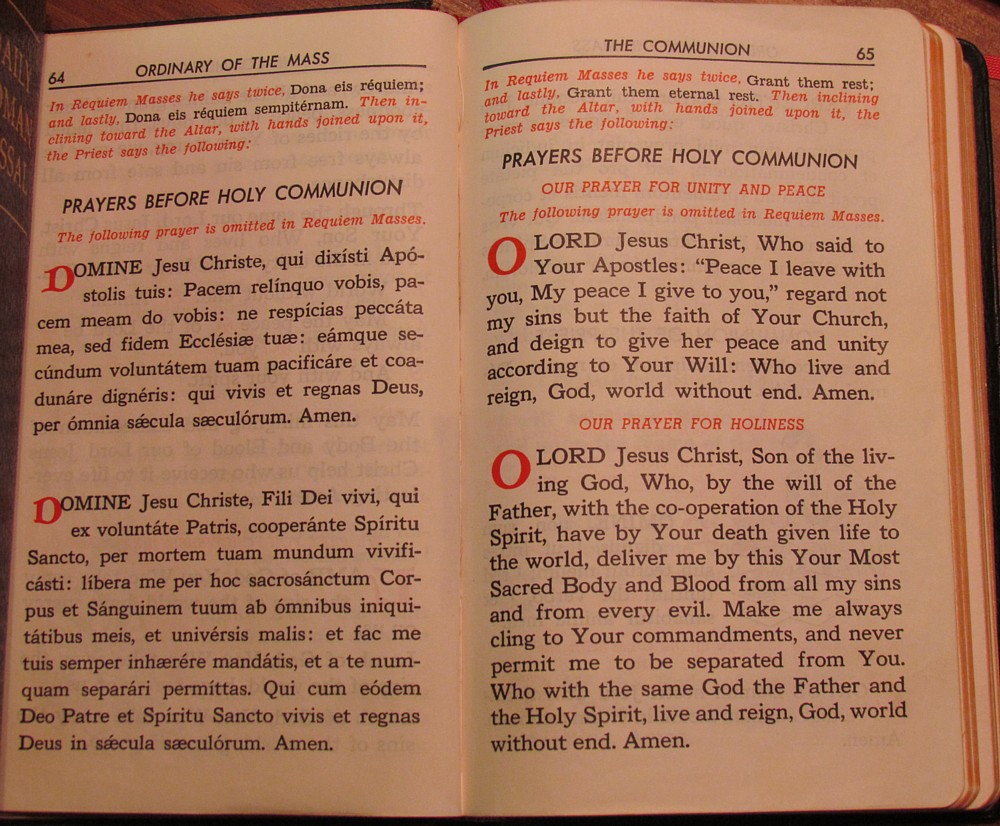 64
ORDINARY OF THE MASS
In Requiem Masses he says twice, Dona eis réquiem;
and lastly, Dona eis réquiem sempitérnam. Then in-
clining toward the Altar, with hands joined upon it,
the Priest says the following:
PRAYERS BEFORE HOLY COMMUNION
The following prayer is omitted in Requiem Masses.
DOMINE Jesu Christe, qui dixísti Apó-
stolis tuis: Pacem relínquo vobis, pa-
cem meam do vobis: ne respícias peccáta
mea, sed fidem Ecclésiæ tuæ: eámque se-
cúndum voluntátem tuam pacificáre et coa-
dunáre dignéris: qui vivis et regnas Deus,
per ómnia sǽcula sæculórum. Amen.
DOMINE Jesu Christe, Fili Dei vivi, qui
ex voluntáte Patris, cooperánte Spíritu
Sancto, per mortem tuam mundum vivifi-
cásti: líbera me per hoc sacrosánctum Cor-
pus et Sánguinem tuum ab ómnibus iniqui-
tátibus meis, et univérsis malis: et fac me
tuis semper inhærére mandátis, et a te num-
quam separári permíttas. Qui cum eódem
Deo Patre et Spíritu Sancto vivis et regnas
Deus in sǽcula sæculórum. Amen.
THE COMMUNION
65
In Requiem Masses he says twice, Grant them rest;
and lastly, Grant them eternal rest. Then inclining
toward the Altar, with hands joined upon it, the
Priest says the following:
PRAYERS BEFORE HOLY COMMUNION
OUR PRAYER FOR UNITY AND PEACE
The following prayer is omitted in Requiem Masses.
O LORD Jesus Christ, Who said to
Your Apostles: "Peace I leave with
you, My peace I give to you," regard not
my sins but the faith of Your Church,
and deign to give her peace and unity
according to Your Will: Who live and
reign, God, world without end. Amen.
OUR PRAYER FOR HOLINESS
O LORD Jesus Christ, Son of the liv-
ing God, Who, by the will of the
Father, with the co-operation of the Holy
Spirit, have by Your death given life to
the world, deliver me by this Your Most
Sacred Body and Blood from all my sins
and from every evil. Make me always
cling to Your commandments, and never
permit me to be separated from You.
Who with the same God the Father and
the Holy Spirit, live and reign, God, world
without end. Amen.